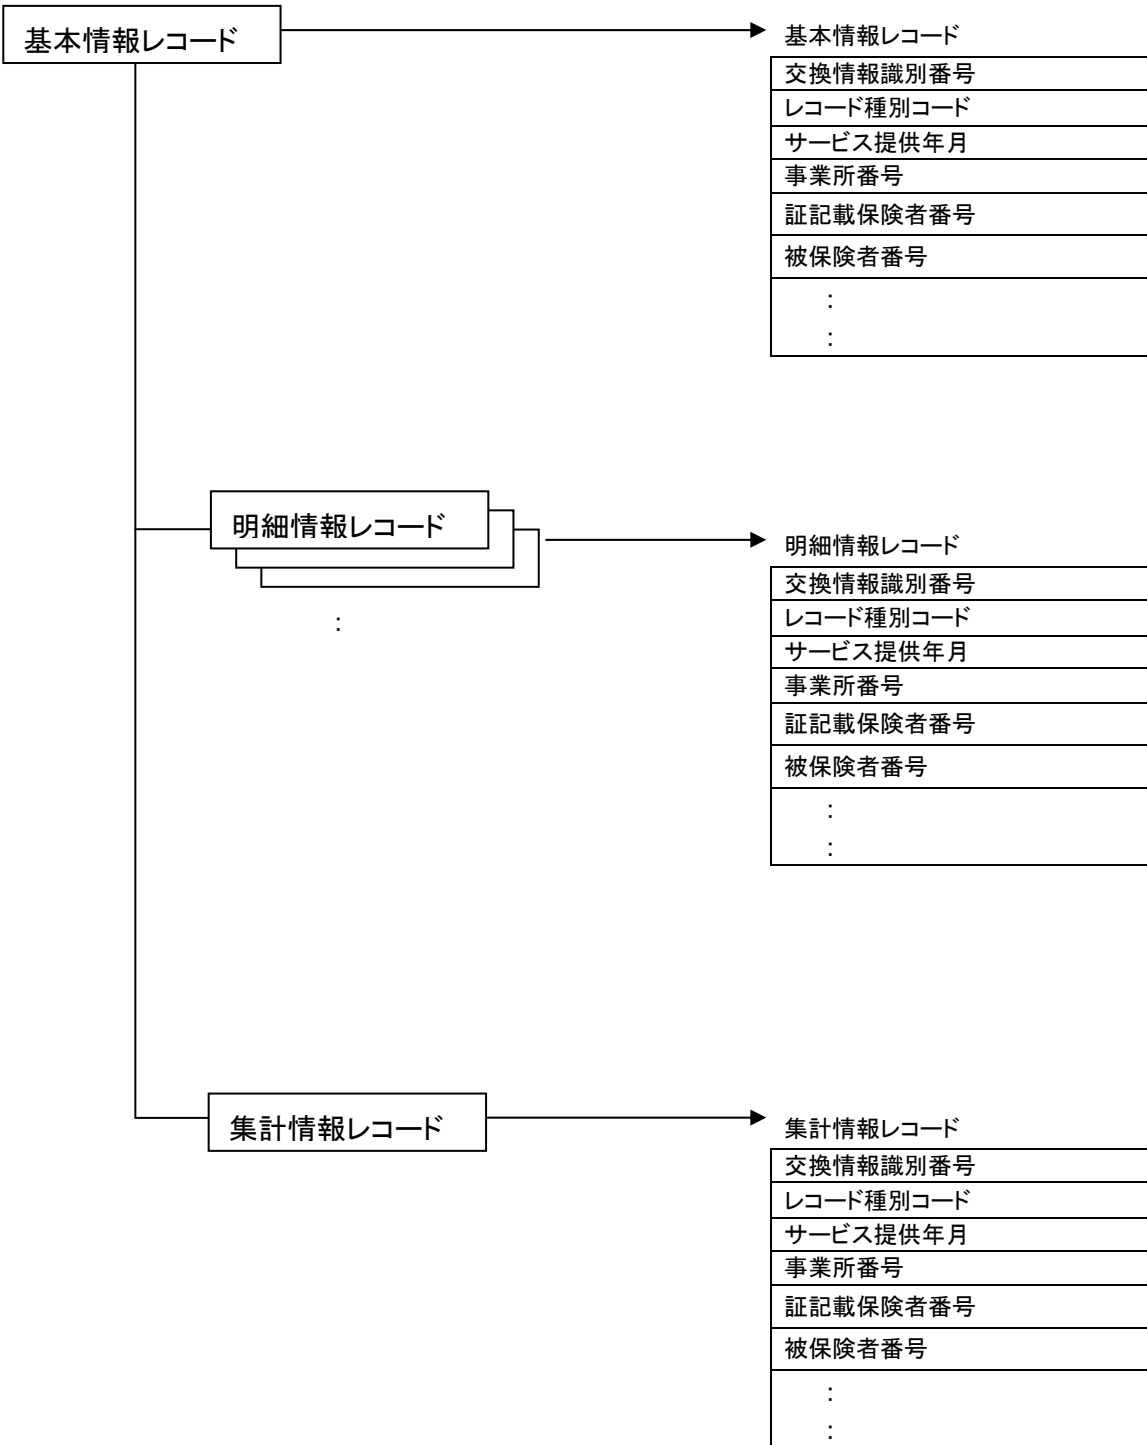 基本情報レコード
基本情報レコード
交換情報識別番号
レコード種別コード
サービス提供年月
事業所番号
証記載保険者番号
被保険者番号
:
:
明細情報レコード
:
明細情報レコード
交換情報識別番号
レコード種別コード
サービス提供年月
事業所番号
証記載保険者番号
被保険者番号
:
:
集計情報レコード
集計情報レコード
交換情報識別番号
レコード種別コード
サービス提供年月
事業所番号
証記載保険者番号
被保険者番号
:
: